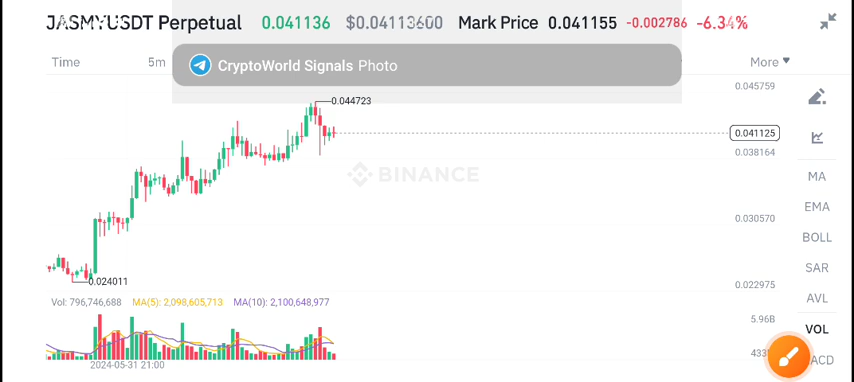 JASMYUSDT Perpetual 0.041136 $0.04113600 Mark Price 0.041155 -0.002786 -6.34%
CryptoWorld Signals Photo
Time 5m More
0.045759
0.044723
0.041125
0.038164
BINANCE
MA
EMA
0.030570
BOLL
SAR
0.024011
0.022975
AVL
Vol: 796,746,688 MA(5): 2,098,605,713 MA(10): 2,100,648,977
5.96B
VOL
433
ACD
2024-05-31 21:00